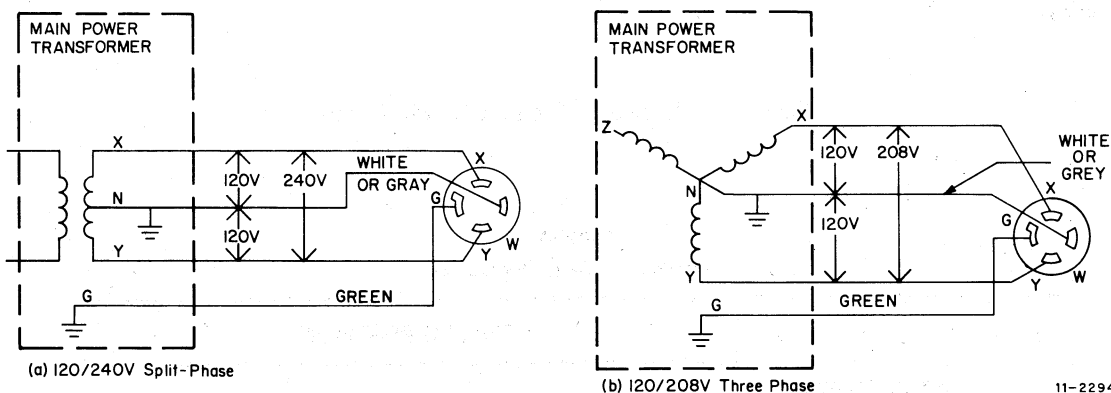 MAIN POWER
TRANSFORMER
X
120V
240V
WHITE
OR GRAY
X
N
G
120V
W
Y
Y
G
GREEN
(a) 120/240V Split-Phase
MAIN POWER
TRANSFORMER
Z
X
120V
208V
WHITE
OR
GREY
X
N
G
120V
W
Y
Y
G
GREEN
(b) 120/208V Three Phase
11-2294